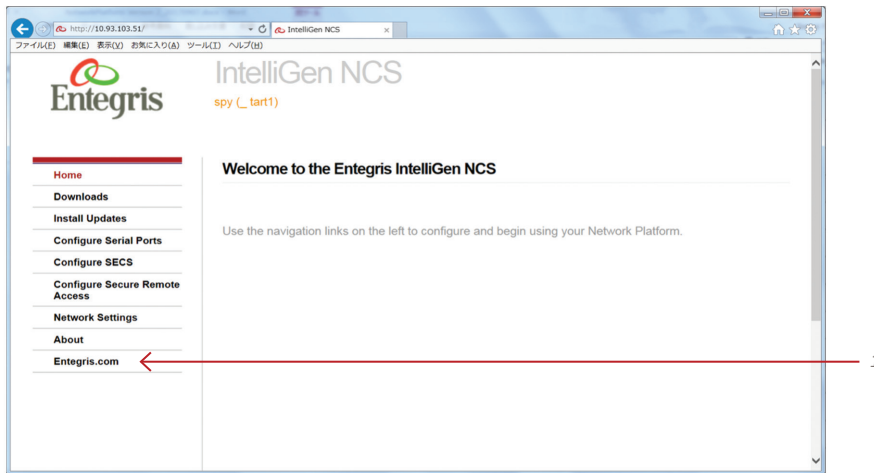 http://10.93.103.51/
IntelliGen NCS
ファイル(F) 編集(E) 表示(V) お気に入り(A) ツール(T) ヘルプ(H)
Entegris
IntelliGen NCS
spy (_ tart1)
Home
Downloads
Install Updates
Configure Serial Ports
Configure SECS
Configure Secure Remote
Access
Network Settings
About
Entegris.com
Welcome to the Entegris IntelliGen NCS
Use the navigation links on the left to configure and begin using your Network Platform.